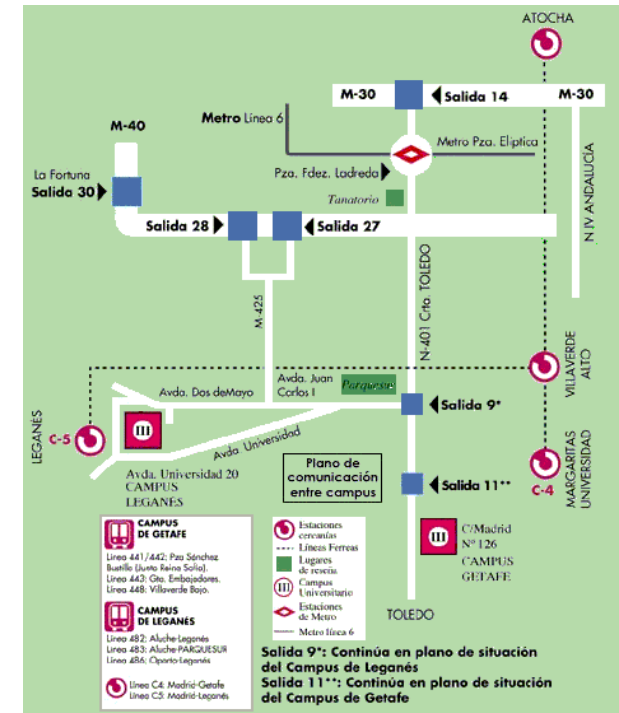 ATOCHA
M-30
Salida 14
M-30
Metro Línea 6
M-40
Metro Pza. Elíptica
Pza. Fdez. Ladreda
La Fortuna
Salida 30
Tanatorio
N IV ANDALUCÍA
Salida 28
Salida 27
N-401 Crta. TOLEDO
M-425
VILLAVERDE
ALTO
Avda. Dos deMayo
Avda. Juan
Carlos I
Parquesur
Salida 9*
LEGANÉS
C-5
Avda. Universidad
MARGARITAS
UNIVERSIDAD
C-4
III
Avda. Universidad 20
CAMPUS
LEGANÉS
Plano de
comunicación
entre campus
Salida 11**
III
C/Madrid
Nº 126
CAMPUS
GETAFE
TOLEDO
CAMPUS
DE GETAFE
Línea 441/442: Pza Sánchez
Bustillo (Junto Reina Sofía).
Línea 443: Gta. Embajadores.
Línea 448: Villaverde Bajo.
CAMPUS
DE LEGANÉS
Línea 482: Aluche-Leganés
Línea 483: Aluche-PARQUESUR
Línea 486: Oporto-Leganés
Línea C4: Madrid-Getafe
Línea C5: Madrid-Leganés
Estaciones
cercanías
Líneas Ferreas
Lugares
de reseña
III
Campus
Universitario
Estaciones
de Metro
Metro línea 6
Salida 9*: Continúa en plano de situación
del Campus de Leganés
Salida 11**: Continúa en plano de situación
del Campus de Getafe